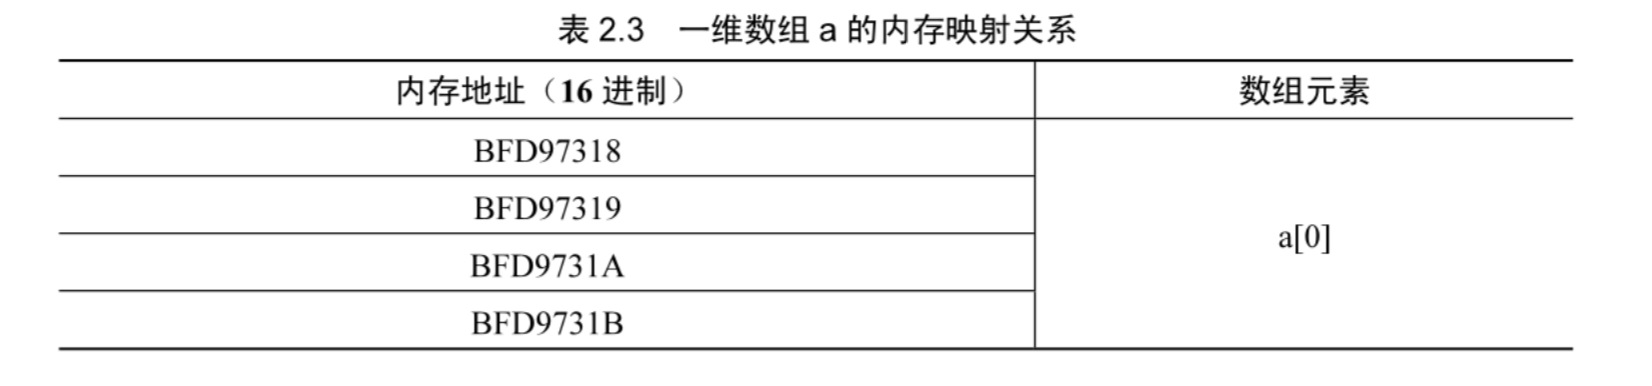 表 2.3 一维数组 a 的内存映射关系
内存地址（16 进制） 数组元素
BFD97318
BFD97319
a[0]
BFD9731A
BFD9731B